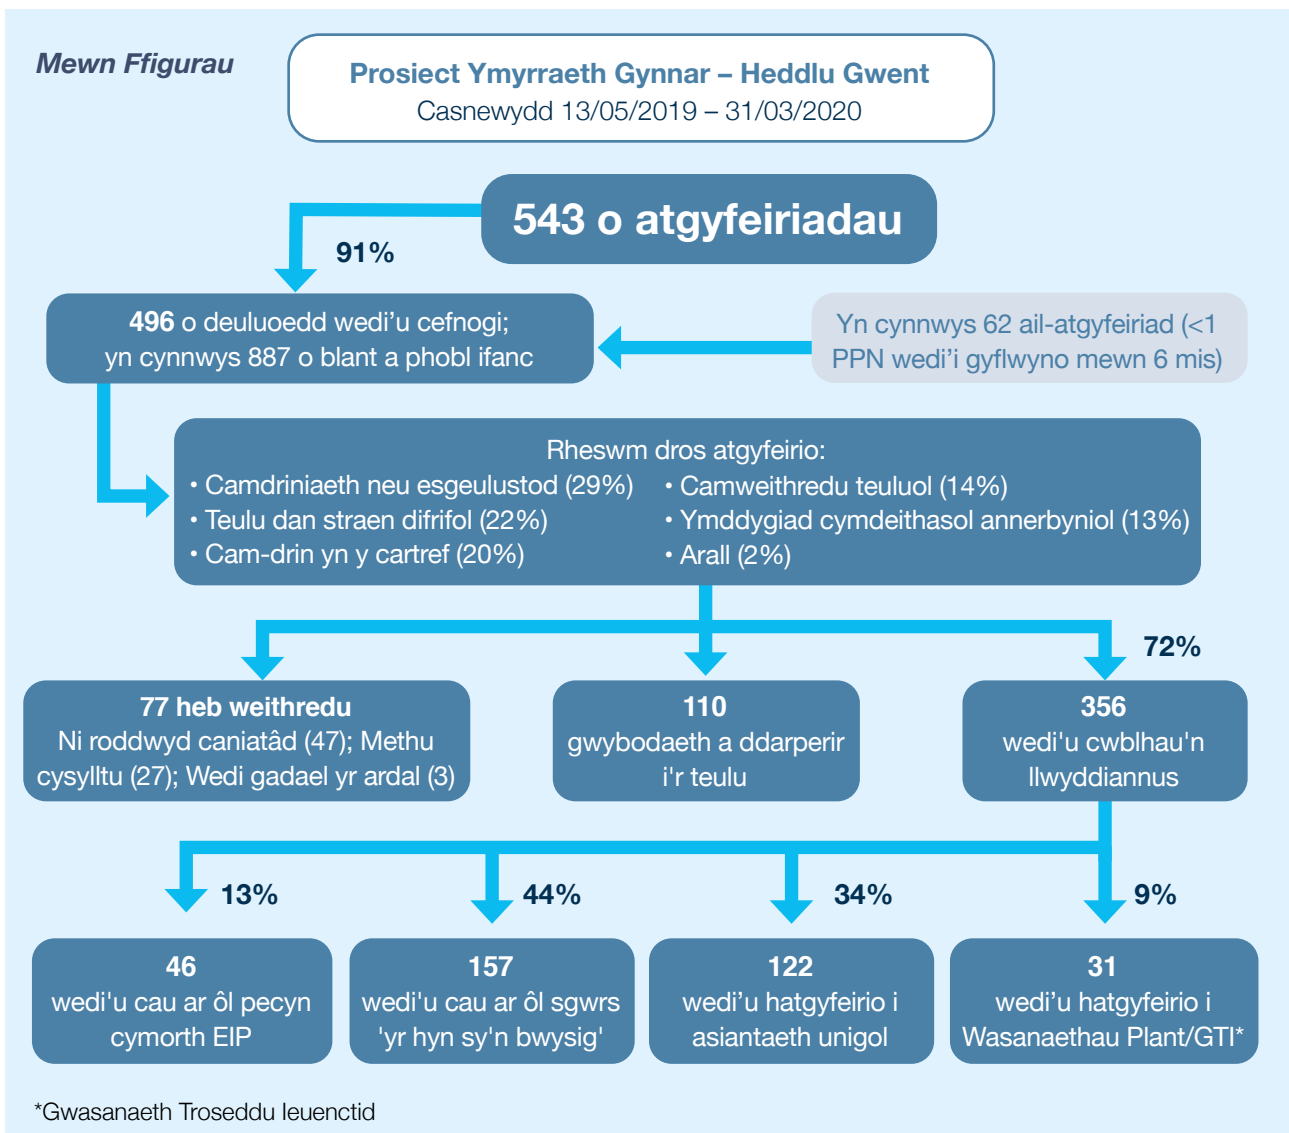 Mewn Ffigurau
Prosiect Ymyrraeth Gynnar – Heddlu Gwent
Casnewydd 13/05/2019 – 31/03/2020
543 o atgyfeiriadau
91%
496 o deuluoedd wedi’u cefnogi;
yn cynnwys 887 o blant a phobl ifanc
Yn cynnwys 62 ail-atgyfeiriad (<1
PPN wedi’i gyflwyno mewn 6 mis)
Rheswm dros atgyfeirio:
• Camdriniaeth neu esgeulustod (29%)
• Teulu dan straen difrifol (22%)
• Cam-drin yn y cartref (20%)
• Camweithredu teuluol (14%)
• Ymddygiad cymdeithasol annerbyniol (13%)
• Arall (2%)
72%
77 heb weithredu
Ni roddwyd caniatâd (47); Methu
cysylltu (27); Wedi gadael yr ardal (3)
110
gwybodaeth a ddarperir
i'r teulu
356
wedi'u cwblhau'n
llwyddiannus
13%
44%
34%
9%
46
wedi'u cau ar ôl pecyn
cymorth EIP
157
wedi'u cau ar ôl sgwrs
'yr hyn sy'n bwysig'
122
wedi’u hatgyfeirio i
asiantaeth unigol
31
wedi’u hatgyfeirio i
Wasanaethau Plant/GTI*
*Gwasanaeth Troseddu Ieuenctid